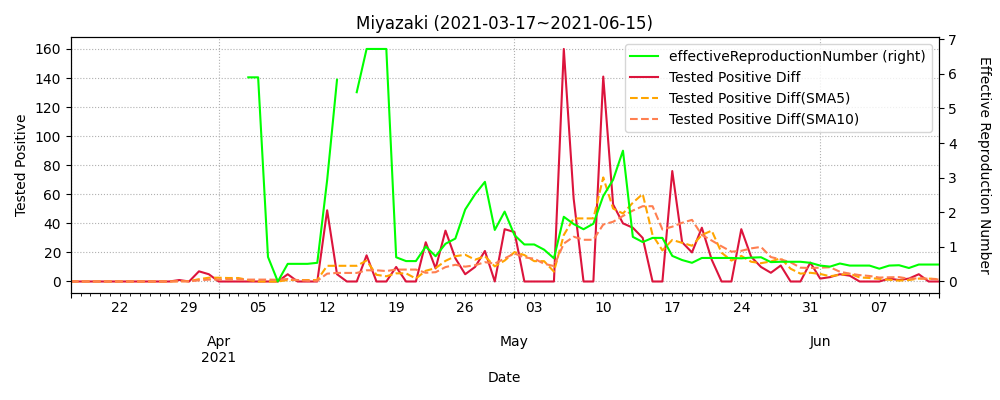 Miyazaki (2021-03-17~2021-06-15)
effectiveReproductionNumber (right)
Tested Positive Diff
Tested Positive Diff(SMA5)
Tested Positive Diff(SMA10)
Tested Positive
160
140
120
100
80
60
40
20
0
Effective Reproduction Number
7
6
5
4
3
2
1
0
22 29 05 12 19 26 03 10 17 24 31 07
Apr May Jun
2021
Date